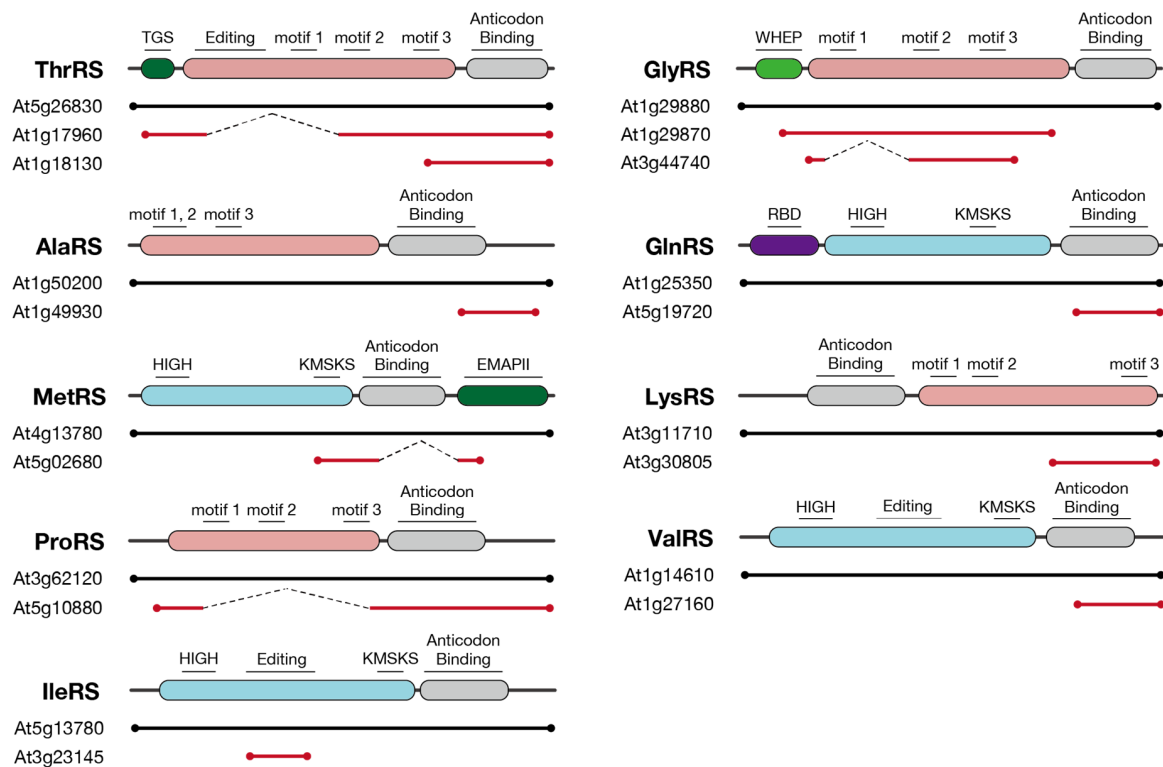 Anticodon
TGS Editing motif 1 motif 2 motif 3 Binding
ThrRS
At5g26830
At1g17960
At1g18130
Anticodon
motif 1, 2 motif 3 Binding
AlaRS
At1g50200
At1g49930
Anticodon
HIGH KMSKS Binding EMAPII
MetRS
At4g13780
At5g02680
Anticodon
motif 1 motif 2 motif 3 Binding
ProRS
At3g62120
At5g10880
Anticodon
HIGH Editing KMSKS Binding
IleRS
At5g13780
At3g23145
Anticodon
WHEP motif 1 motif 2 motif 3 Binding
GlyRS
At1g29880
At1g29870
At3g44740
Anticodon
RBD HIGH KMSKS Binding
GlnRS
At1g25350
At5g19720
Anticodon
Binding motif 1 motif 2 motif 3
LysRS
At3g11710
At3g30805
Anticodon
HIGH Editing KMSKS Binding
ValRS
At1g14610
At1g27160